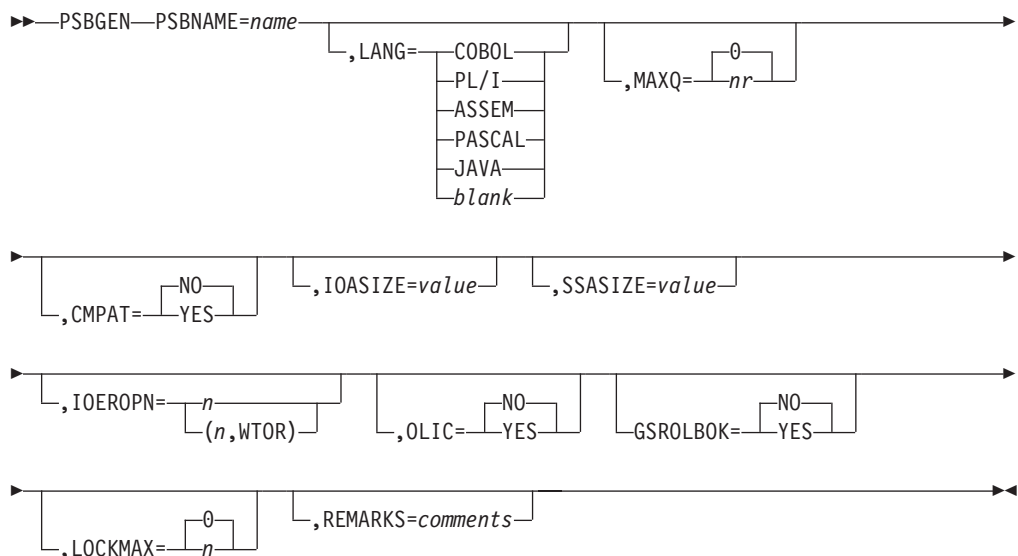 PSBGEN PSBNAME=name
,LANG= COBOL
PL/I
ASSEM
PASCAL
JAVA
blank
,MAXQ= 0
nr
,CMPAT= NO
YES
,IOASIZE=value
,SSASIZE=value
,IOEROPN= n
(n,WTOR)
,OLIC= NO
YES
GSROLBOK= NO
YES
,LOCKMAX= 0
n
,REMARKS=comments